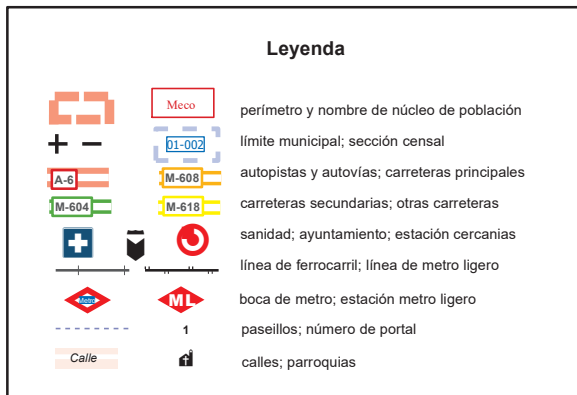 Leyenda
Meco
perímetro y nombre de núcleo de población
01-002
límite municipal; sección censal
A-6
M-608
autopistas y autovías; carreteras principales
M-604
M-618
carreteras secundarias; otras carreteras
sanidad; ayuntamiento; estación cercanias
línea de ferrocarril; línea de metro ligero
Metro
ML
boca de metro; estación metro ligero
1
paseillos; número de portal
Calle
calles; parroquias